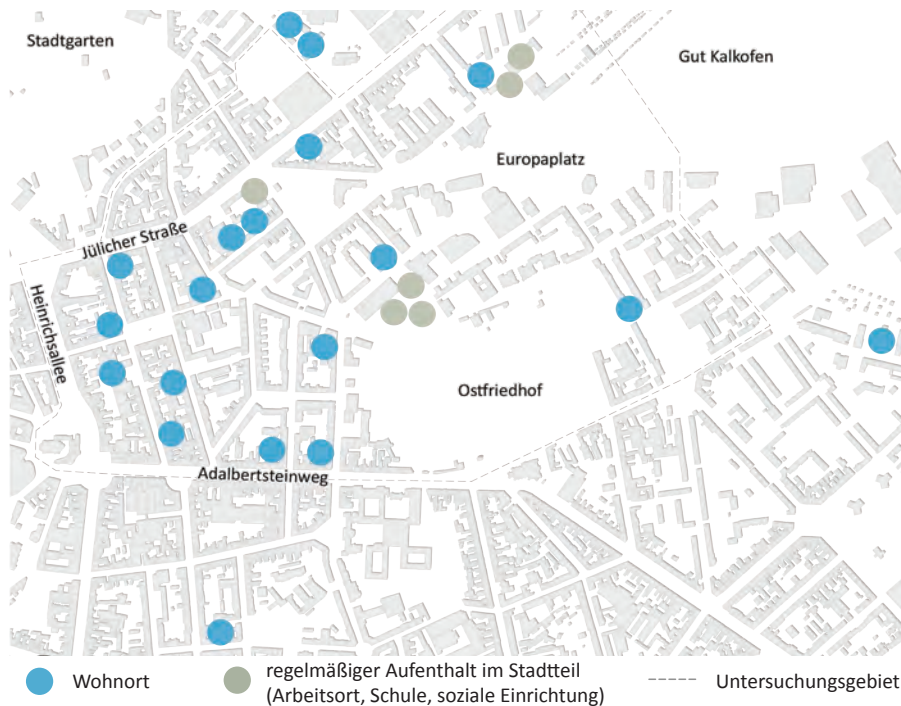 Stadtgarten
Gut Kalkofen
Europaplatz
Jülicher Straße
Heinrichsallee
Ostfriedhof
Adalbertsteinweg
Wohnort
regelmäßiger Aufenthalt im Stadtteil
(Arbeitsort, Schule, soziale Einrichtung)
Untersuchungsgebiet